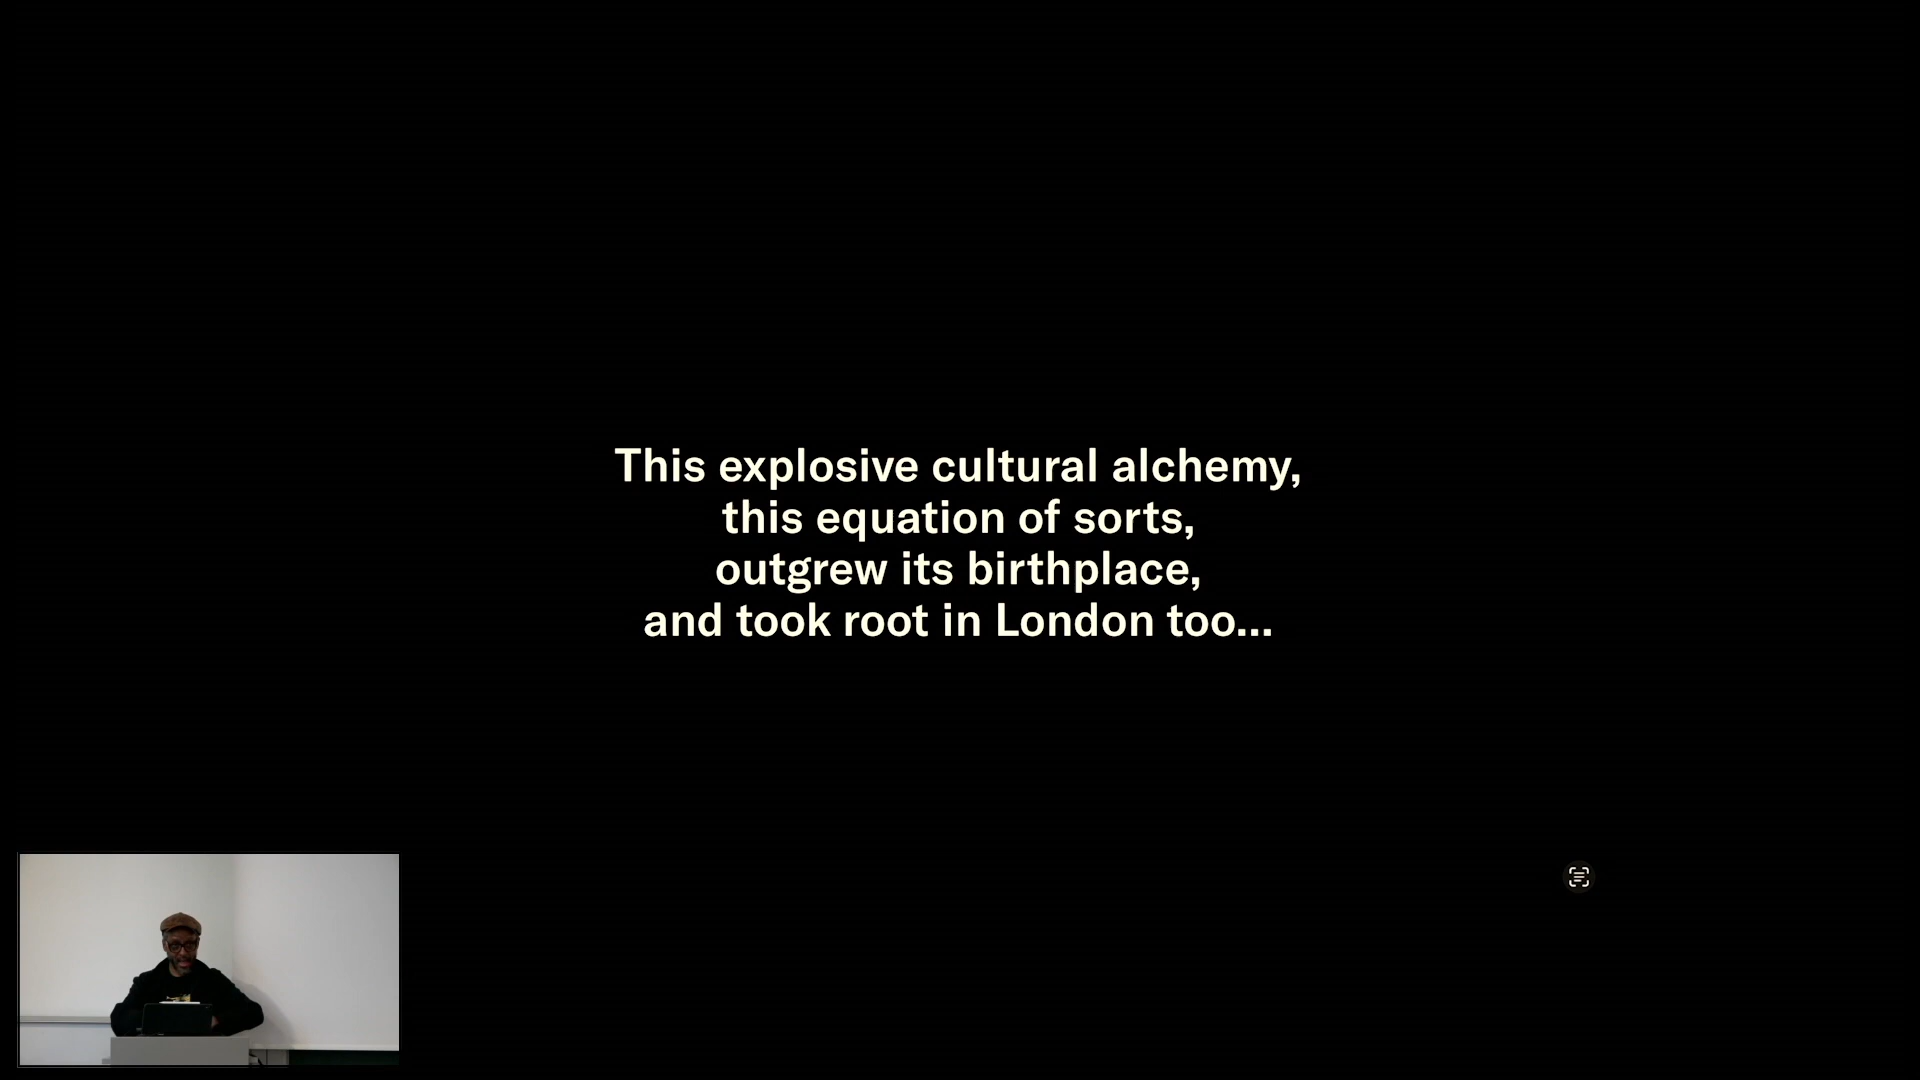 This explosive cultural alchemy,
this equation of sorts,
outgrew its birthplace,
and took root in London too...